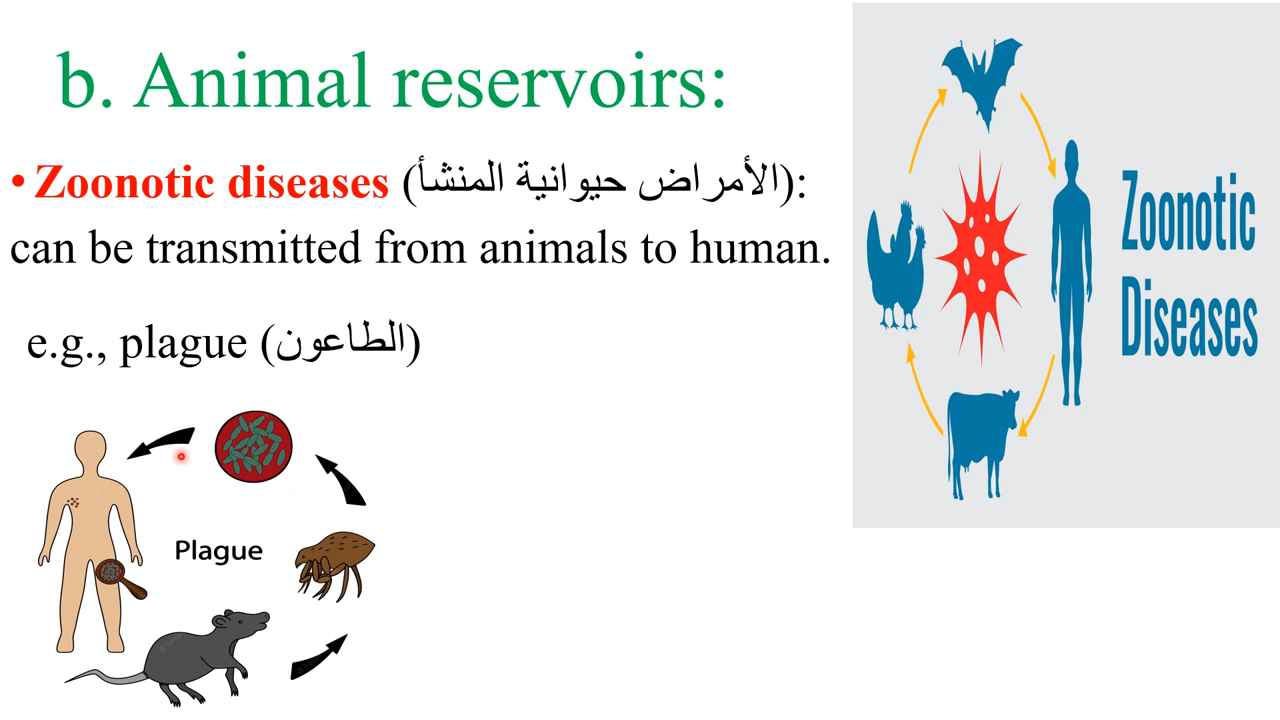 b. Animal reservoirs:
• Zoonotic diseases (الأمراض حيوانية المنشأ):
can be transmitted from animals to human.
e.g., plague (الطاعون)
Plague
Zoonotic
Diseases